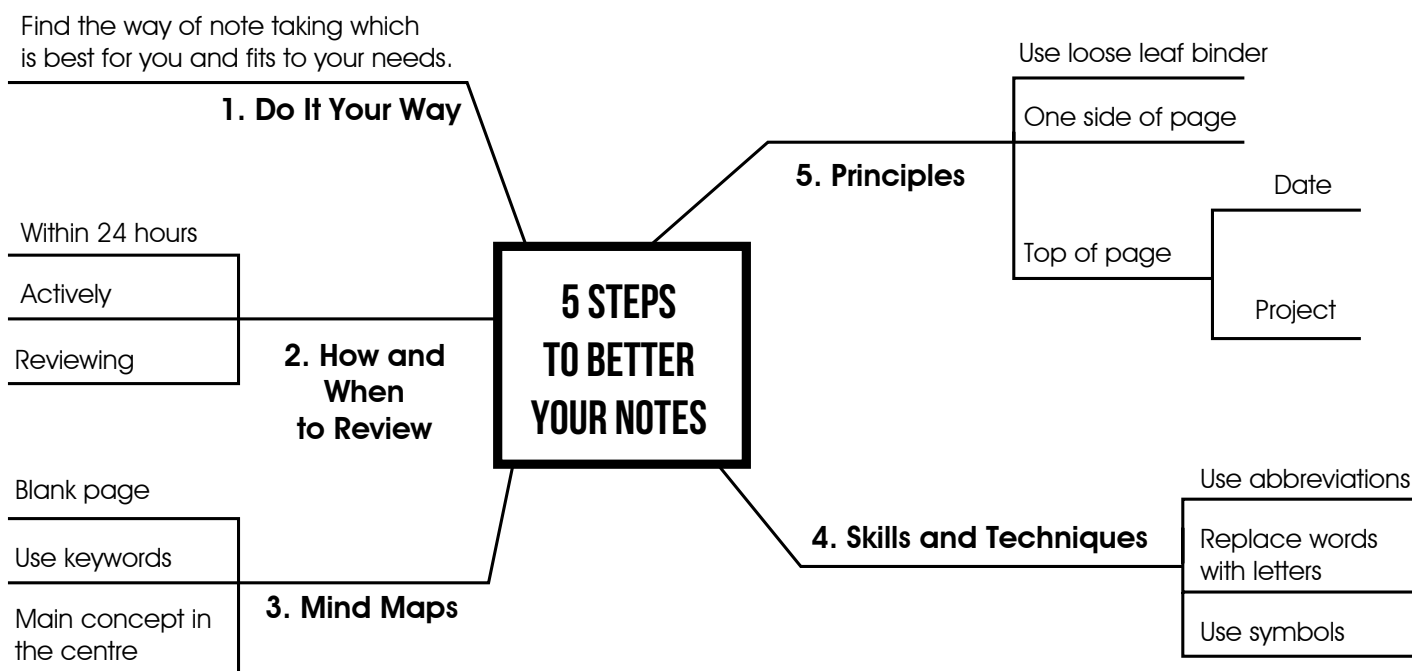 5 STEPS
TO BETTER
YOUR NOTES
Find the way of note taking which
is best for you and fits to your needs.
1. Do It Your Way
Within 24 hours
Actively
Reviewing
2. How and
When
to Review
Blank page
Use keywords
Main concept in
the centre
3. Mind Maps
4. Skills and Techniques
Use abbreviations
Replace words
with letters
Use symbols
5. Principles
Use loose leaf binder
One side of page
Top of page
Date
Project